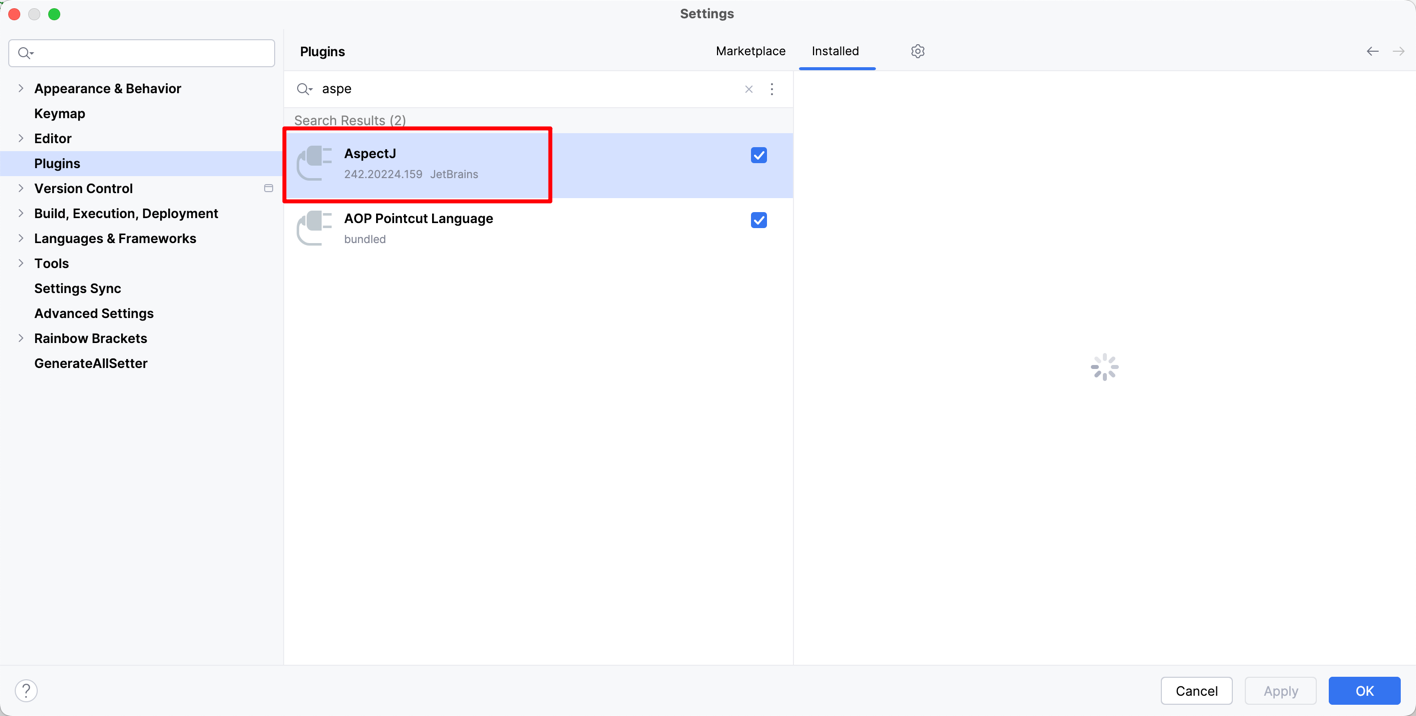 Settings
Plugins
Marketplace
Installed
Appearance & Behavior
Keymap
Editor
Plugins
Version Control
Build, Execution, Deployment
Languages & Frameworks
Tools
Settings Sync
Advanced Settings
Rainbow Brackets
GenerateAllSetter
aspe
Search Results (2)
AspectJ
242.20224.159 JetBrains
AOP Pointcut Language
bundled
?
Cancel
Apply
OK